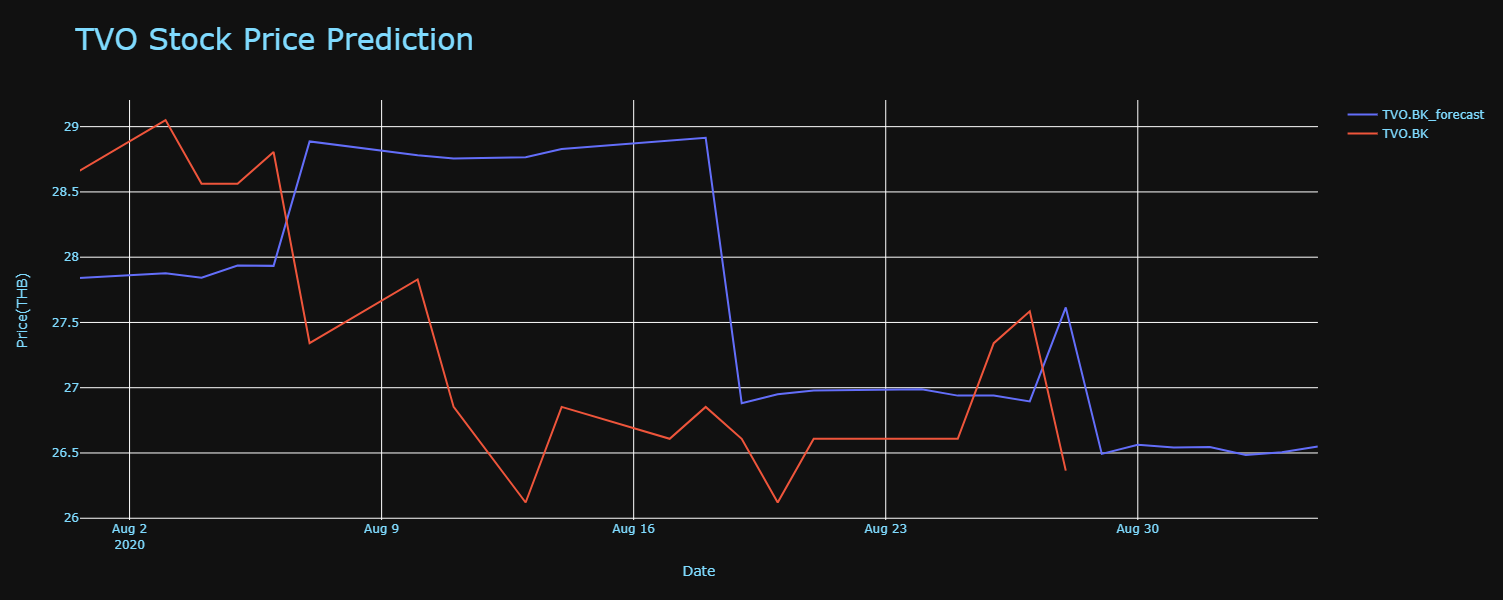 TVO Stock Price Prediction
TVO.BK_forecast
TVO.BK
Price(THB)
29
28.5
28
27.5
27
26.5
26
Aug 2
2020
Aug 9
Aug 16
Aug 23
Aug 30
Date